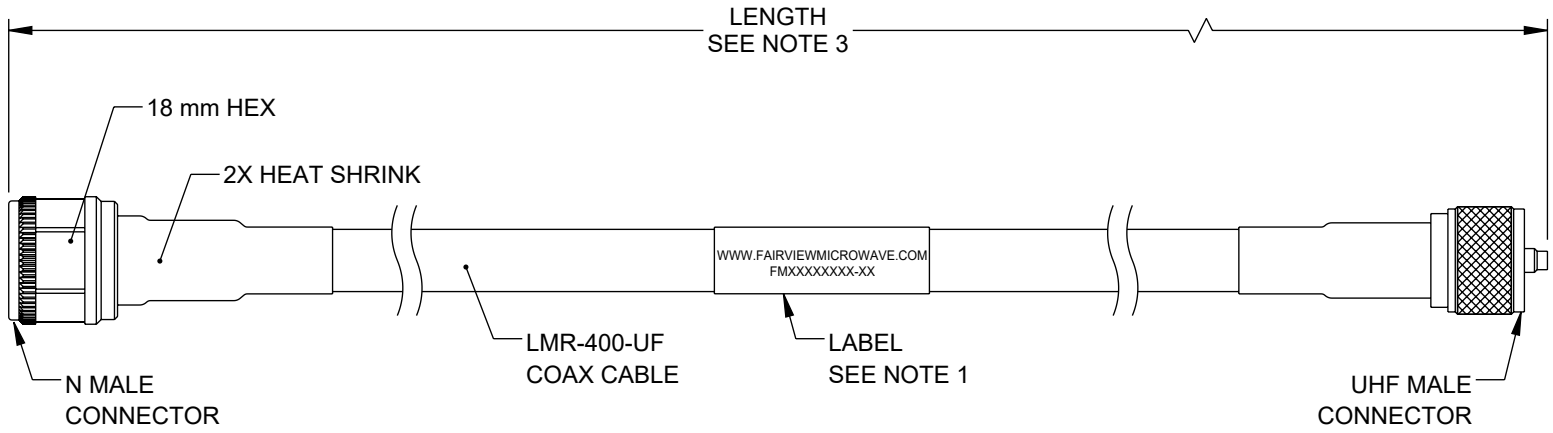 LENGTH
SEE NOTE 3
18 mm HEX
2X HEAT SHRINK
WWW.FAIRVIEWMICROWAVE.COM
FMXXXXXXXX-XX
LMR-400-UF
COAX CABLE
LABEL
SEE NOTE 1
N MALE
CONNECTOR
UHF MALE
CONNECTOR